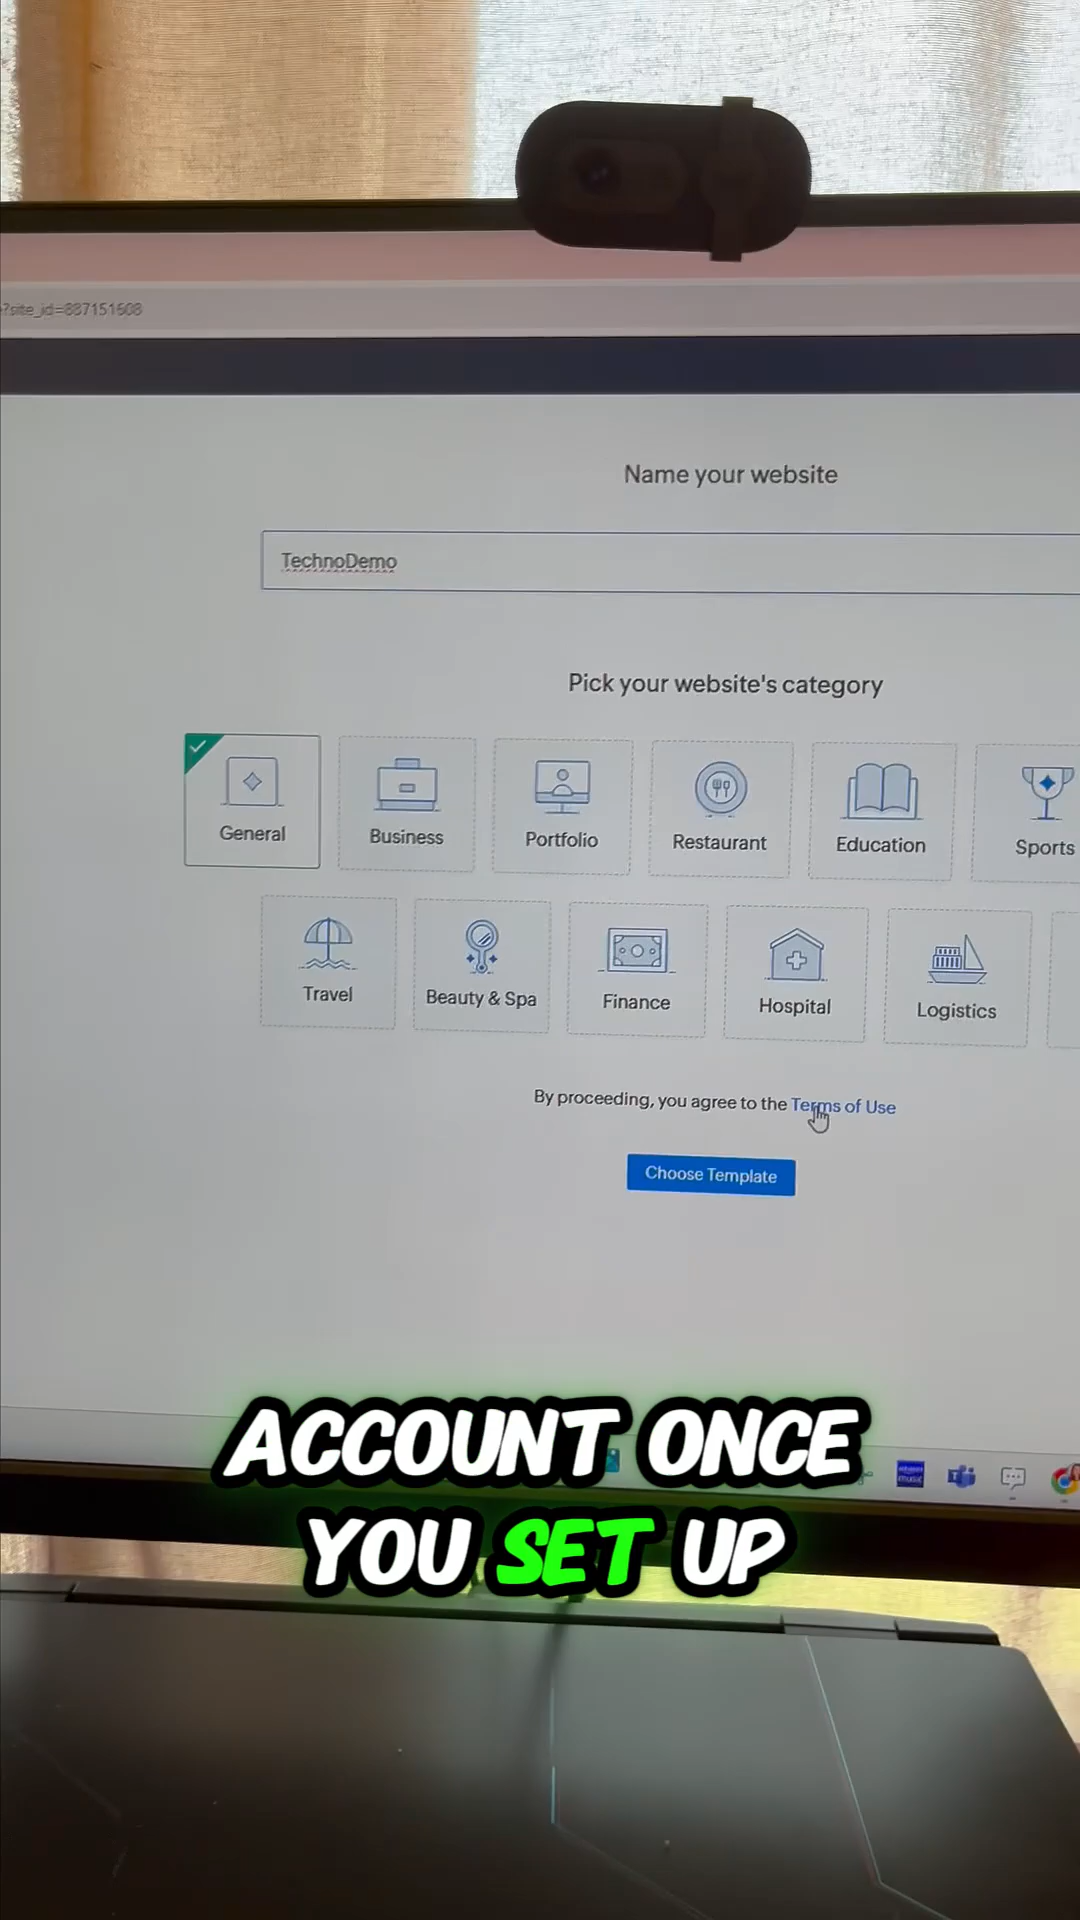 ?site_id=887151608
Name your website
TechnoDemo
Pick your website's category
General
Business
Portfolio
Restaurant
Education
Sports
Travel
Beauty & Spa
Finance
Hospital
Logistics
By proceeding, you agree to the Terms of Use
Choose Template
ACCOUNT ONCE
YOU SET UP